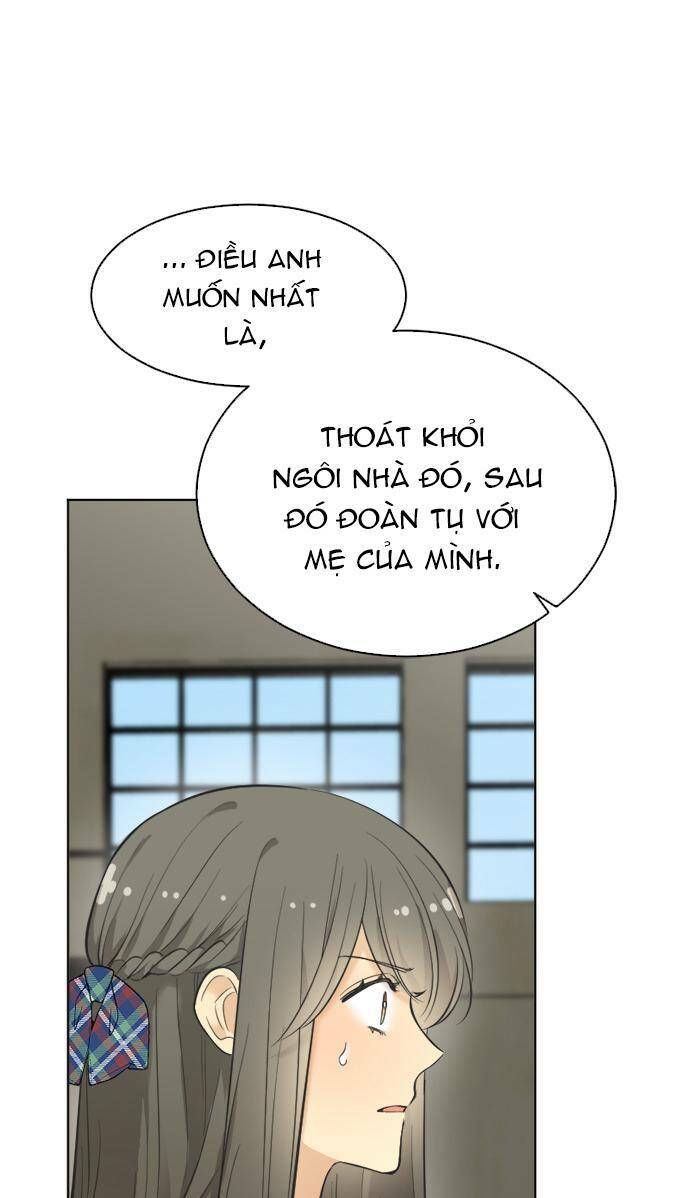 ... ĐIỀU ANH
MUỐN NHẤT
LÀ,
THOÁT KHỎI
NGÔI NHÀ ĐÓ, SAU
ĐÓ ĐOÀN TỤ VỚI
MẸ CỦA MÌNH.